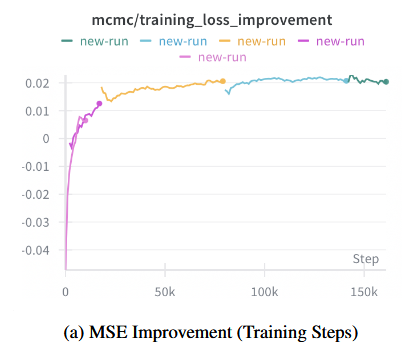 mcmc/training_loss_improvement
new-run new-run new-run new-run
new-run
0.02
0.01
0
-0.01
-0.02
-0.03
-0.04
Step
0 50k 100k 150k
(a) MSE Improvement (Training Steps)